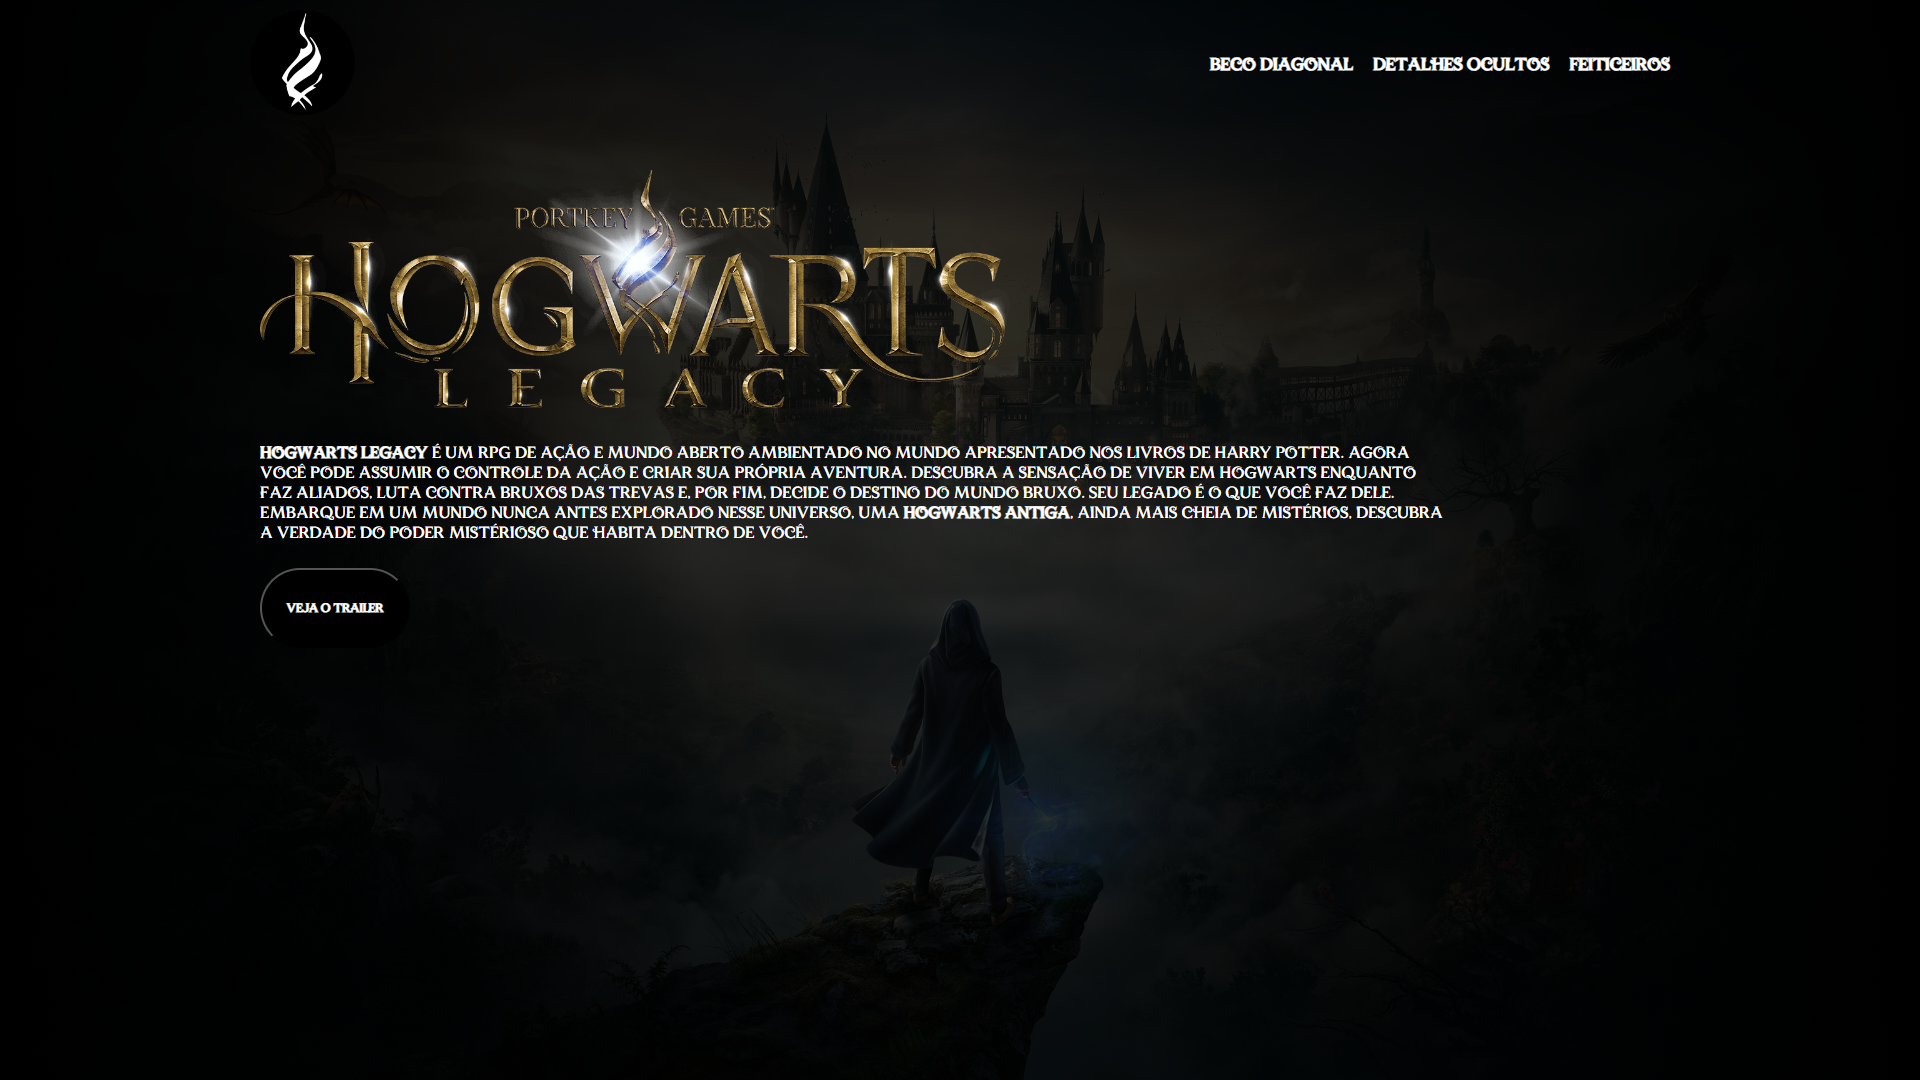 BECO DIAGONAL DETALHES OCULTOS FEITICEIROS
PORTKEY GAMES
HOGWARTS
LEGACY
HOGWARTS LEGACY É UM RPG DE AÇÃO E MUNDO ABERTO AMBIENTADO NO MUNDO APRESENTADO NOS LIVROS DE HARRY POTTER. AGORA
VOCÊ PODE ASSUMIR O CONTROLE DA AÇÃO E CRIAR SUA PRÓPRIA AVENTURA. DESCUBRA A SENSAÇÃO DE VIVER EM HOGWARTS ENQUANTO
FAZ ALIADOS, LUTA CONTRA BRUXOS DAS TREVAS E, POR FIM, DECIDE O DESTINO DO MUNDO BRUXO. SEU LEGADO É O QUE VOCÊ FAZ DELE.
EMBARQUE EM UM MUNDO NUNCA ANTES EXPLORADO NESSE UNIVERSO, UMA HOGWARTS ANTIGA, AINDA MAIS CHEIA DE MISTÉRIOS, DESCUBRA
A VERDADE DO PODER MISTÉRIOSO QUE HABITA DENTRO DE VOCÊ.
VEJA O TRAILER